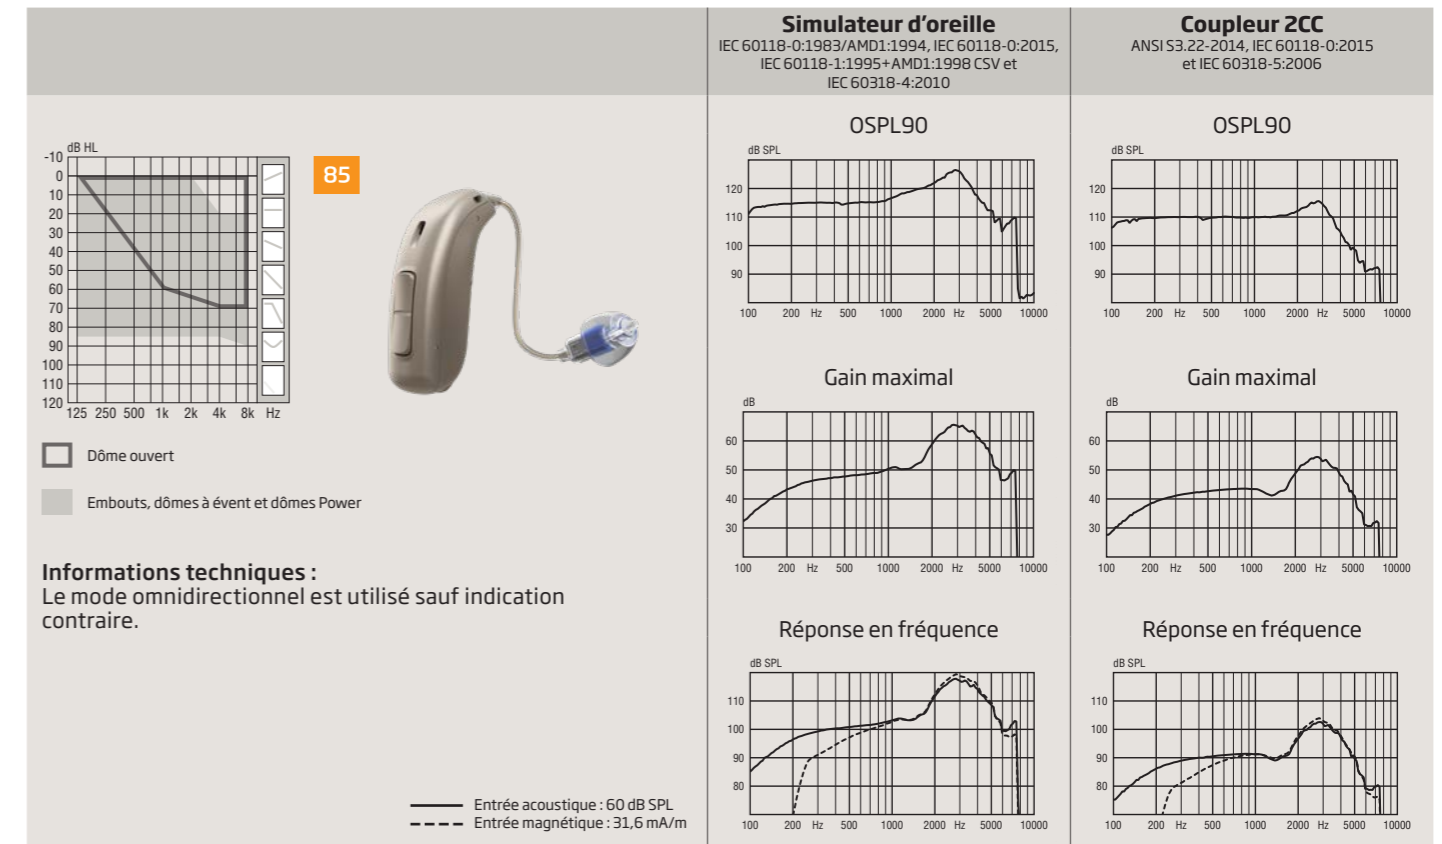 Simulateur d'oreille
IEC 60118-0:1983/AMD1:1994, IEC 60118-0:2015,
IEC 60118-1:1995+AMD1:1998 CSV et
IEC 60318-4:2010
Coupleur 2CC
ANSI S3.22-2014, IEC 60118-0:2015
et IEC 60318-5:2006
dB HL
-10
0
10
20
30
40
50
60
70
80
90
100
110
120
125 250 500 1k 2k 4k 8k Hz
85
Dôme ouvert
Embouts, dômes à évent et dômes Power
Informations techniques :
Le mode omnidirectionnel est utilisé sauf indication
contraire.
Entrée acoustique : 60 dB SPL
Entrée magnétique : 31,6 mA/m
OSPL90
dB SPL
120
110
100
90
100 200 Hz 500 1000 2000 Hz 5000 10000
Gain maximal
dB
60
50
40
30
100 200 Hz 500 1000 2000 Hz 5000 10000
Réponse en fréquence
dB SPL
110
100
90
80
100 200 Hz 500 1000 2000 Hz 5000 10000
OSPL90
dB SPL
120
110
100
90
100 200 Hz 500 1000 2000 Hz 5000 10000
Gain maximal
dB
60
50
40
30
100 200 Hz 500 1000 2000 Hz 5000 10000
Réponse en fréquence
dB SPL
110
100
90
80
100 200 Hz 500 1000 2000 Hz 5000 10000